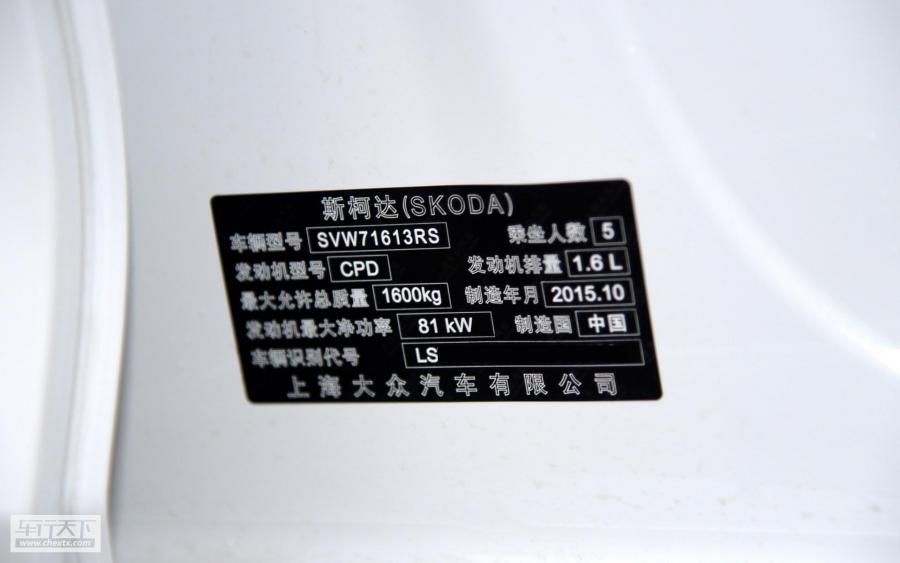 斯柯达(SKODA)
车辆型号 SVW71613RS 乘坐人数 5
发动机型号 CPD 发动机排量 1.6 L
最大允许总质量 1600kg 制造年月 2015.10
发动机最大净功率 81 kW 制造国 中国
车辆识别代号 LS
上海大众汽车有限公司
车行天下
www.chextx.com